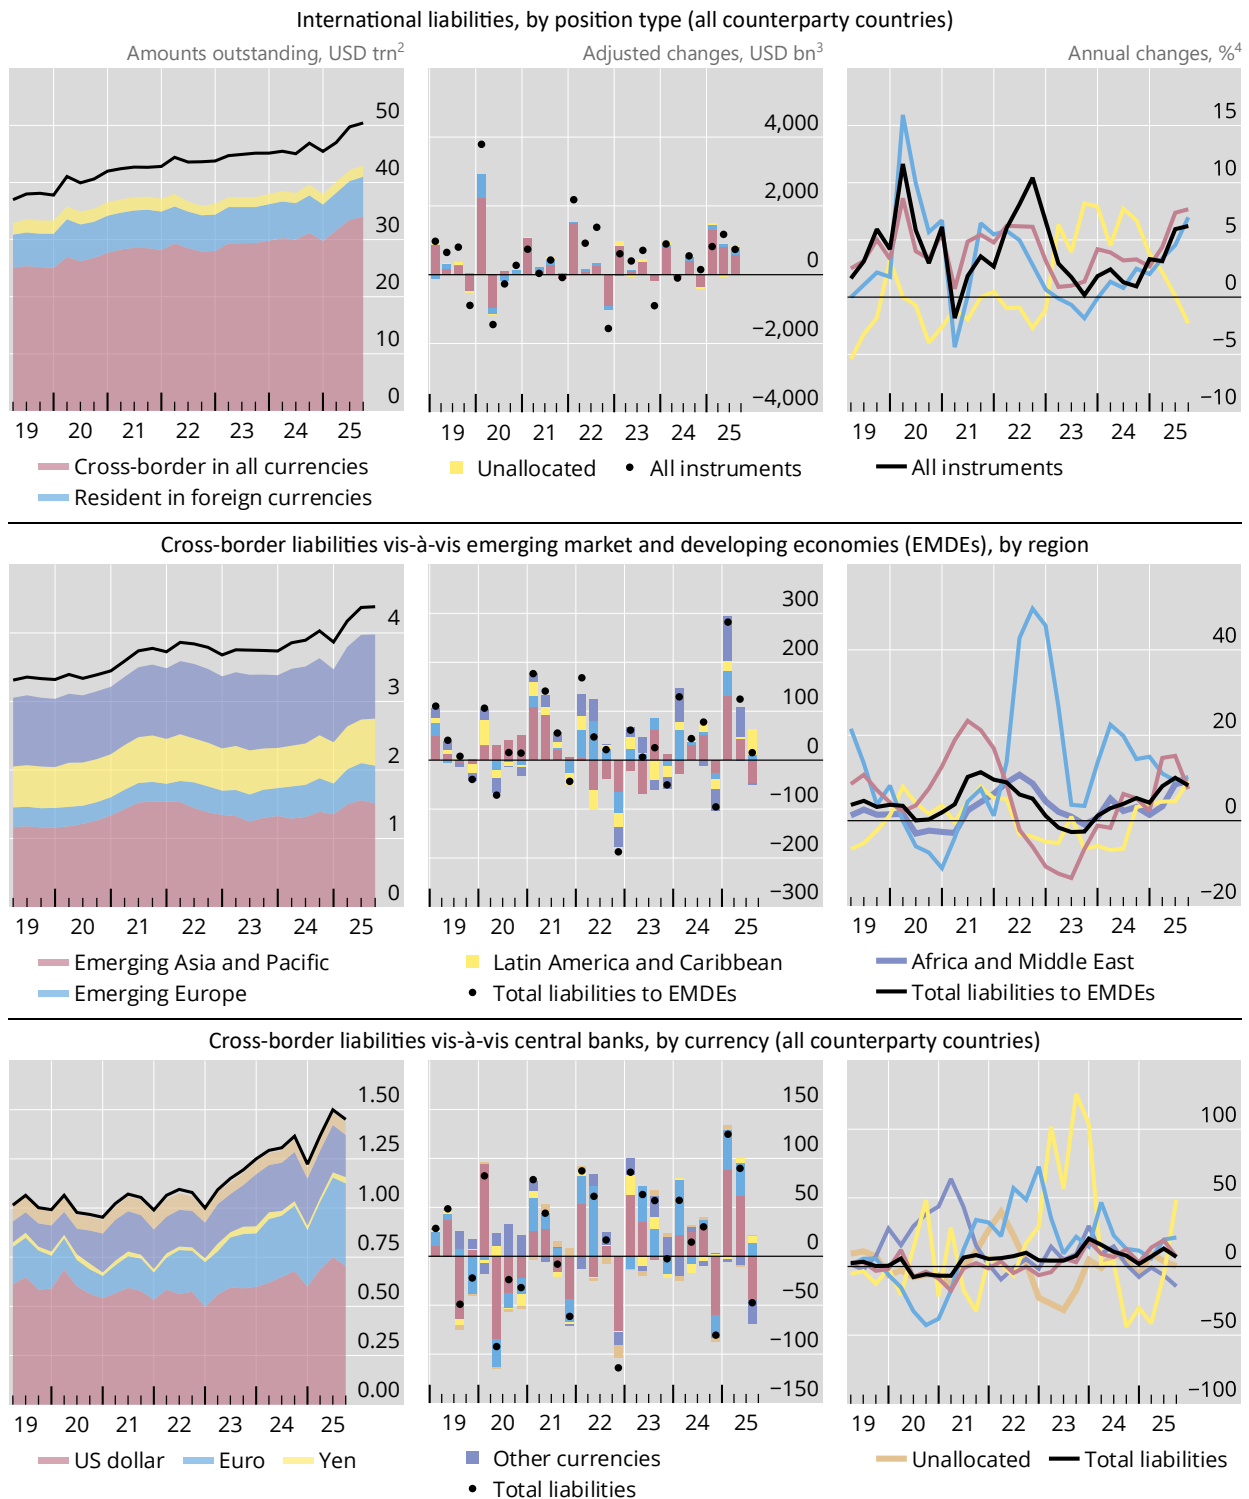 International liabilities, by position type (all counterparty countries)
Amounts outstanding, USD trn2
Adjusted changes, USD bn3
Annual changes, %4
50
40
30
20
10
0
19 20 21 22 23 24 25
4,000
2,000
0
−2,000
−4,000
19 20 21 22 23 24 25
15
10
5
0
−5
−10
19 20 21 22 23 24 25
Cross-border in all currencies
Resident in foreign currencies
Unallocated
All instruments
All instruments
Cross-border liabilities vis-à-vis emerging market and developing economies (EMDEs), by region
4
3
2
1
0
19 20 21 22 23 24 25
300
200
100
0
−100
−200
−300
19 20 21 22 23 24 25
40
20
0
−20
19 20 21 22 23 24 25
Emerging Asia and Pacific
Emerging Europe
Latin America and Caribbean
Total liabilities to EMDEs
Africa and Middle East
Total liabilities to EMDEs
Cross-border liabilities vis-à-vis central banks, by currency (all counterparty countries)
1.50
1.25
1.00
0.75
0.50
0.25
0.00
19 20 21 22 23 24 25
150
100
50
0
−50
−100
−150
19 20 21 22 23 24 25
100
50
0
−50
−100
19 20 21 22 23 24 25
US dollar
Euro
Yen
Other currencies
Total liabilities
Unallocated
Total liabilities